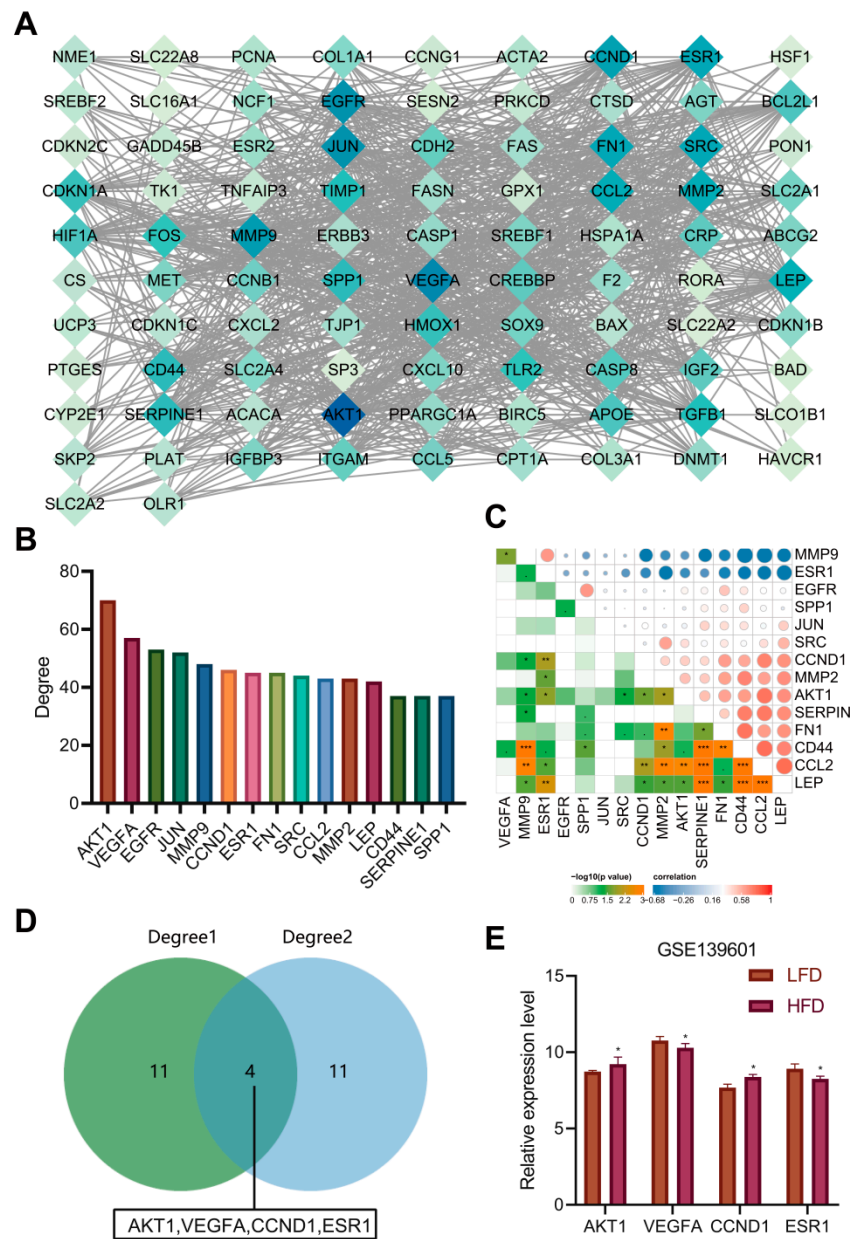 A
NME1 SLC22A8 PCNA COL1A1 CCNG1 ACTA2 CCND1 ESR1 HSF1
SREBF2 SLC16A1 NCF1 EGFR SESN2 PRKCD CTSD AGT BCL2L1
CDKN2C GADD45B ESR2 JUN CDH2 FAS FN1 SRC PON1
CDKN1A TK1 TNFAIP3 TIMP1 FASN GPX1 CCL2 MMP2 SLC2A1
HIF1A FOS MMP9 ERBB3 CASP1 SREBF1 HSPA1A CRP ABCG2
CS MET CCNB1 SPP1 VEGFA CREBBP F2 RORA LEP
UCP3 CDKN1C CXCL2 TJP1 HMOX1 SOX9 BAX SLC22A2 CDKN1B
PTGES CD44 SLC2A4 SP3 CXCL10 TLR2 CASP8 IGF2 BAD
CYP2E1 SERPINE1 ACACA AKT1 PPARGC1A BIRC5 APOE TGFB1 SLCO1B1
SKP2 PLAT IGFBP3 ITGAM CCL5 CPT1A COL3A1 DNMT1 HAVCR1
SLC2A2 OLR1
B
Degree
80
60
40
20
0
AKT1 VEGFA EGFR JUN MMP9 CCND1 ESR1 FN1 SRC CCL2 MMP2 LEP CD44 SERPINE1 SPP1
C
* MMP9
. ESR1
EGFR
. SPP1
JUN
SRC
* ** CCND1
* MMP2
* * * * ** AKT1
* . SERPIN
. . . ** * FN1
. *** . * * . *** ** CD44
** * . ** ** ** *** . *** CCL2
* ** * * * *** * *** *** LEP
VEGFA MMP9 ESR1 EGFR SPP1 JUN SRC CCND1 MMP2 AKT1 SERPINE1 FN1 CD44 CCL2 LEP
−log10(p value) correlation
0 0.75 1.5 2.2 3 −0.68 −0.26 0.16 0.58 1
D
Degree1 Degree2
11 4 11
AKT1,VEGFA,CCND1,ESR1
E
GSE139601
LFD
HFD
Relative expression level
15
10
5
0
* * * *
AKT1 VEGFA CCND1 ESR1